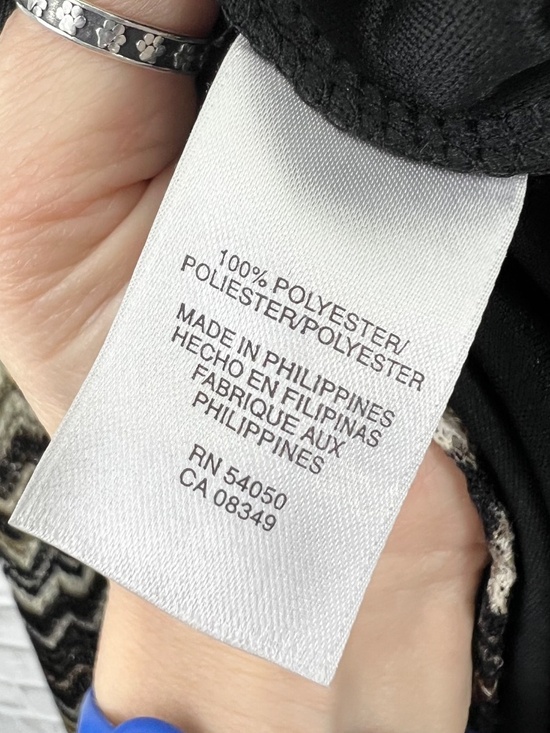 100% POLYESTER/
POLIESTER/POLYESTER
MADE IN PHILIPPINES
HECHO EN FILIPINAS
FABRIQUE AUX
PHILIPPINES
RN 54050
CA 08349